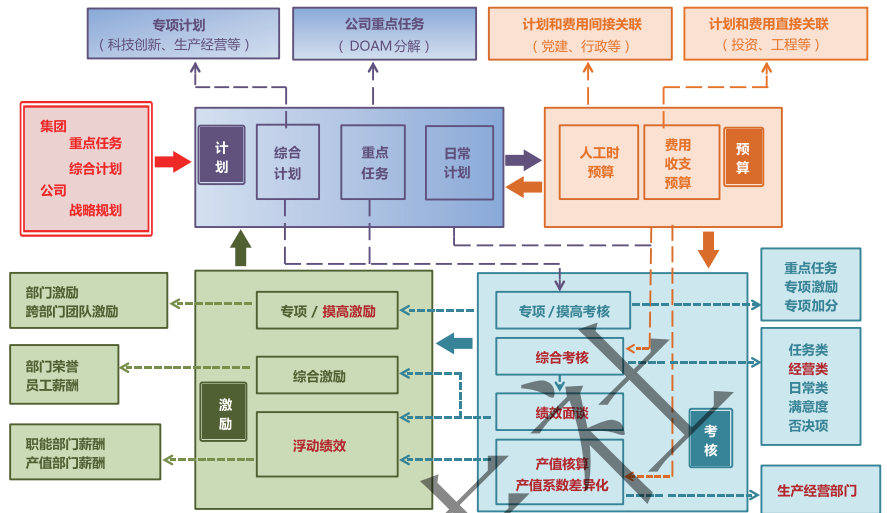 专项计划
（科技创新、生产经营等）
公司重点任务
（ DOAM分解）
计划和费用间接关联
（党建、行政等）
计划和费用直接关联
（投资、工程等）
集团
重点任务
综合计划
公司
战略规划
计
划
综合
计划
重点
任务
日常
计划
人工时
预算
费用
收支
预算
预
算
部门激励
跨部门团队激励
部门荣誉
员工薪酬
职能部门薪酬
产值部门薪酬
激
励
专项 / 摸高激励
综合激励
浮动绩效
专项 / 摸高考核
综合考核
绩效面谈
产值核算
产值系数差异化
考
核
重点任务
专项激励
专项加分
任务类
经营类
日常类
满意度
否决项
生产经营部门